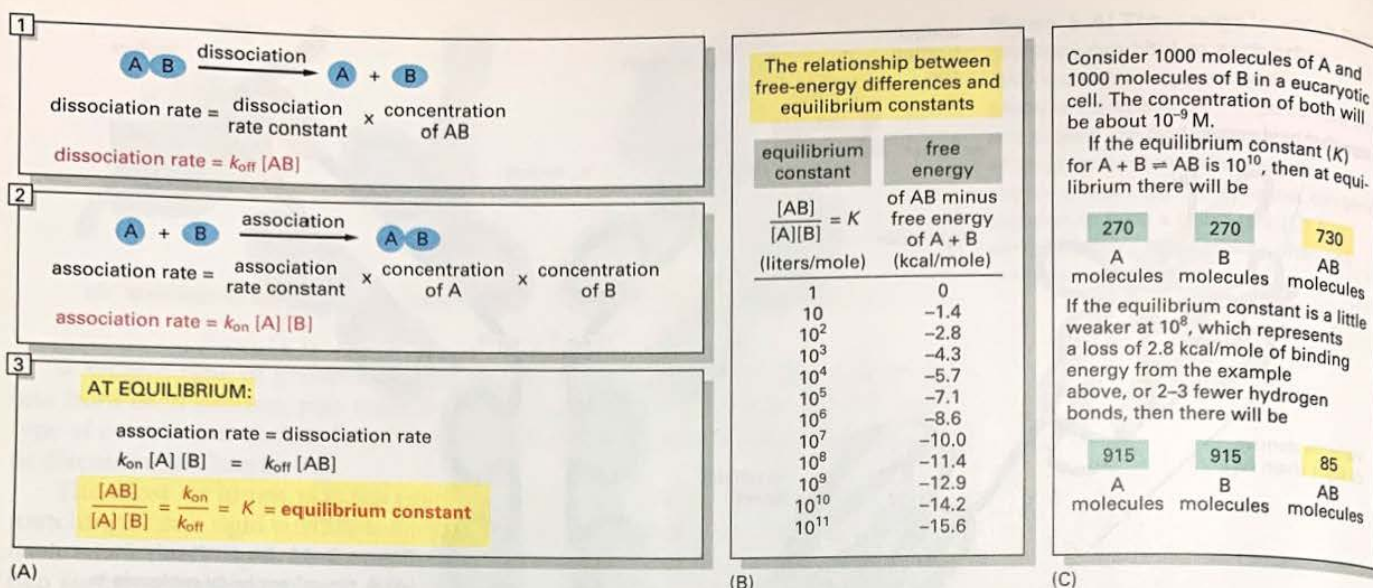 1
A B dissociation A + B
dissociation rate = dissociation rate constant x concentration of AB
dissociation rate = k_off [AB]
2
A + B association A B
association rate = association rate constant x concentration of A x concentration of B
association rate = k_on [A] [B]
3
AT EQUILIBRIUM:
association rate = dissociation rate
k_on [A] [B] = k_off [AB]
[AB] / [A] [B] = k_on / k_off = K = equilibrium constant
(A)
The relationship between
free-energy differences and
equilibrium constants
equilibrium constant
free energy
[AB] / [A][B] = K
(liters/mole)
of AB minus
free energy
of A + B
(kcal/mole)
1 0
10 –1.4
10² –2.8
10³ –4.3
10⁴ –5.7
10⁵ –7.1
10⁶ –8.6
10⁷ –10.0
10⁸ –11.4
10⁹ –12.9
10¹⁰ –14.2
10¹¹ –15.6
(B)
Consider 1000 molecules of A and
1000 molecules of B in a eucaryotic
cell. The concentration of both will
be about 10⁻⁹ M.
If the equilibrium constant (K)
for A + B ⇌ AB is 10¹⁰, then at equi-
librium there will be
270 270 730
A B AB
molecules molecules molecules
If the equilibrium constant is a little
weaker at 10⁸, which represents
a loss of 2.8 kcal/mole of binding
energy from the example
above, or 2–3 fewer hydrogen
bonds, then there will be
915 915 85
A B AB
molecules molecules molecules
(C)